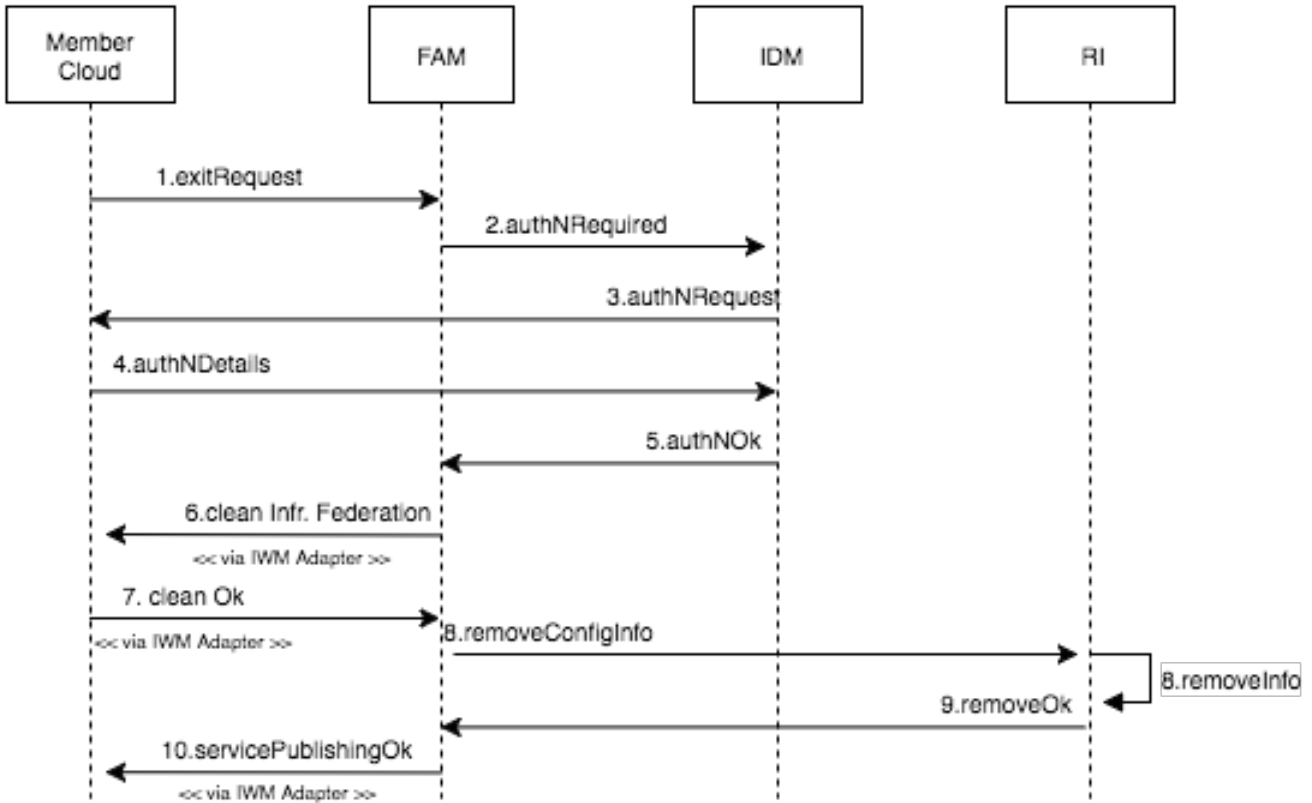 Member
Cloud
FAM
IDM
RI
1.exitRequest
2.authNRequired
3.authNRequest
4.authNDetails
5.authNOk
6.clean Infr. Federation
<< via IWM Adapter >>
7. clean Ok
<< via IWM Adapter >>
8.removeConfigInfo
8.removeInfo
9.removeOk
10.servicePublishingOk
<< via IWM Adapter >>